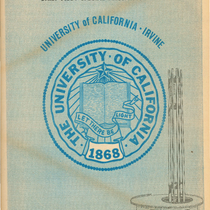 UNIVERSITY of CALIFORNIA · IRVINE
· THE UNIVERSITY · OF · CALIFORNIA ·
LET THERE BE LIGHT
1868